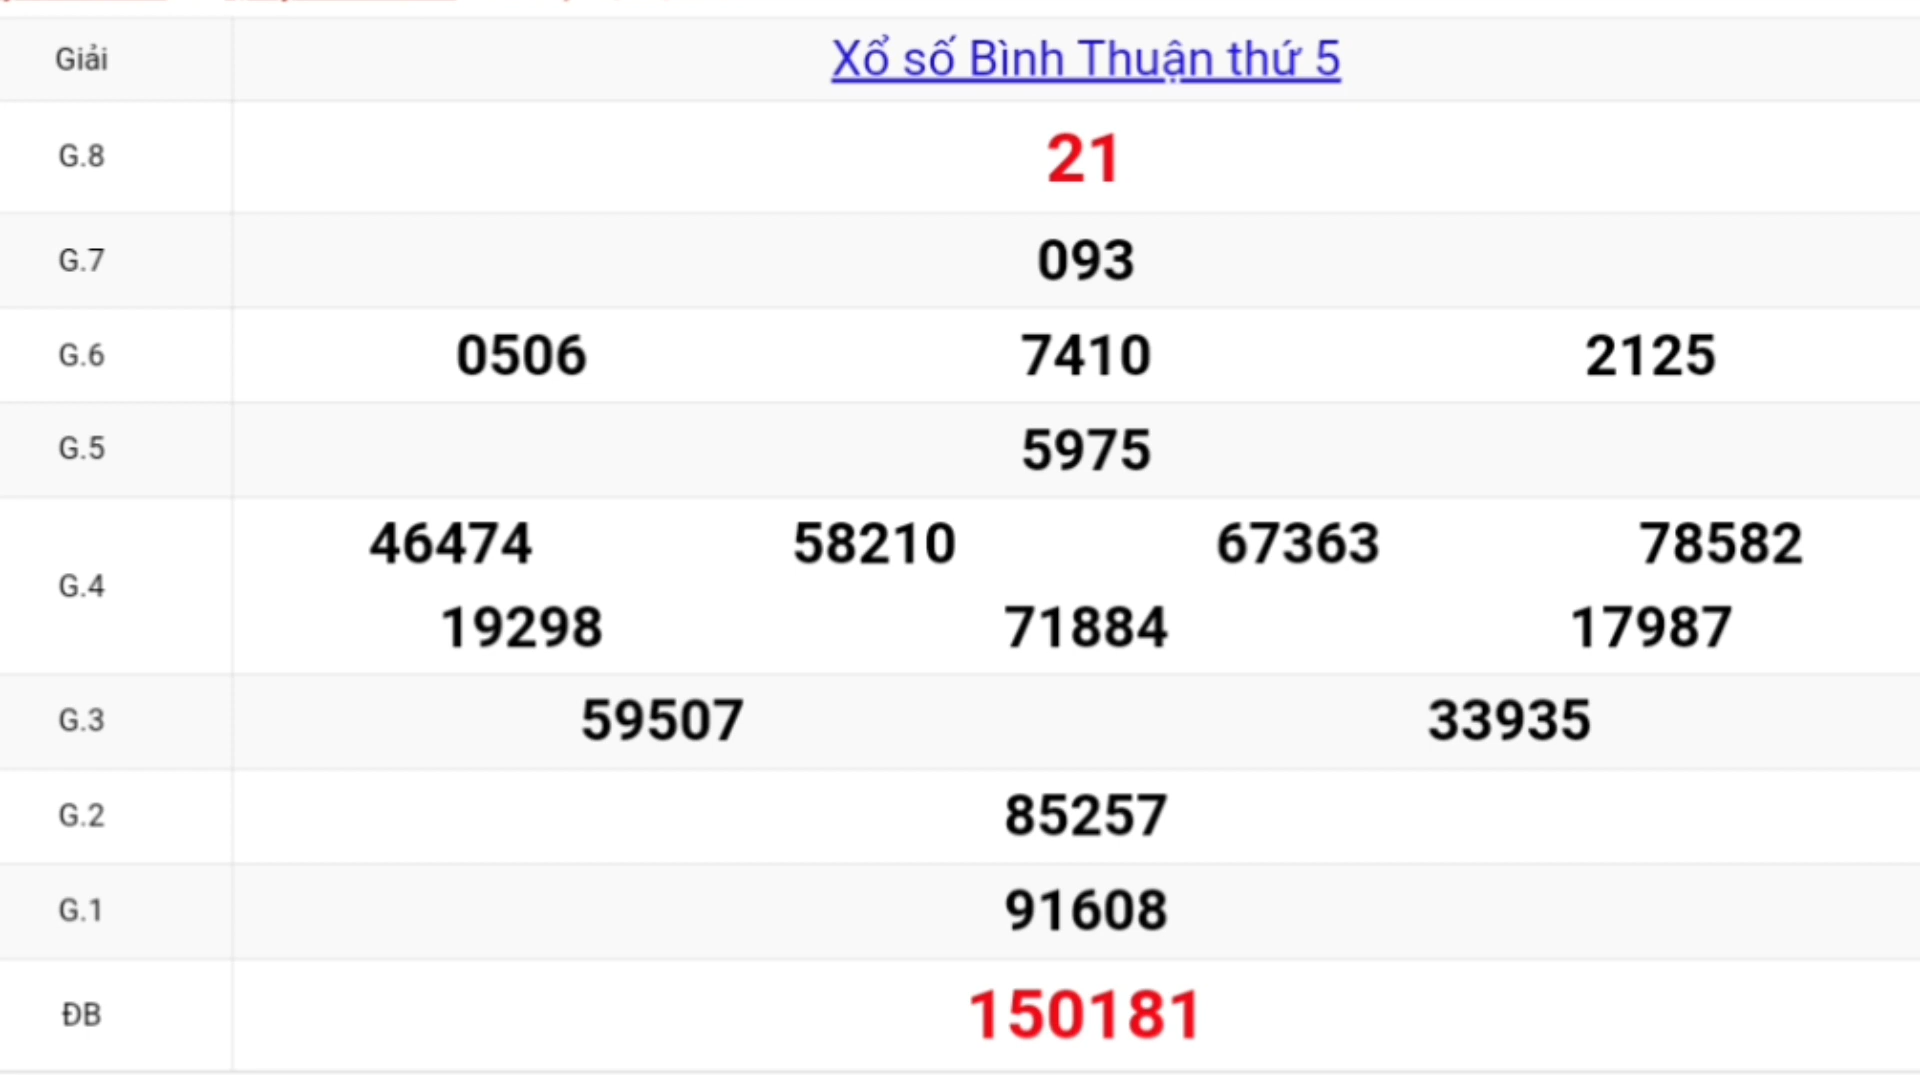 Giải Xổ số Bình Thuận thứ 5
G.8 21
G.7 093
G.6 0506 7410 2125
G.5 5975
G.4 46474 58210 67363 78582
19298 71884 17987
G.3 59507 33935
G.2 85257
G.1 91608
ĐB 150181